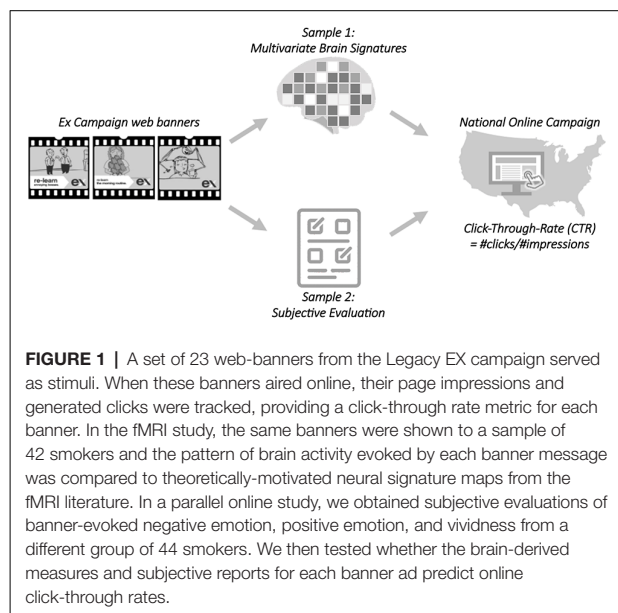 Sample 1:
Multivariate Brain Signatures
Ex Campaign web banners
National Online Campaign
re-learn
ex
re-learn
the morning routine
ex
ex
Click-Through-Rate (CTR)
= #clicks/#impressions
Sample 2:
Subjective Evaluation
FIGURE 1 | A set of 23 web-banners from the Legacy EX campaign served
as stimuli. When these banners aired online, their page impressions and
generated clicks were tracked, providing a click-through rate metric for each
banner. In the fMRI study, the same banners were shown to a sample of
42 smokers and the pattern of brain activity evoked by each banner message
was compared to theoretically-motivated neural signature maps from the
fMRI literature. In a parallel online study, we obtained subjective evaluations of
banner-evoked negative emotion, positive emotion, and vividness from a
different group of 44 smokers. We then tested whether the brain-derived
measures and subjective reports for each banner ad predict online
click-through rates.